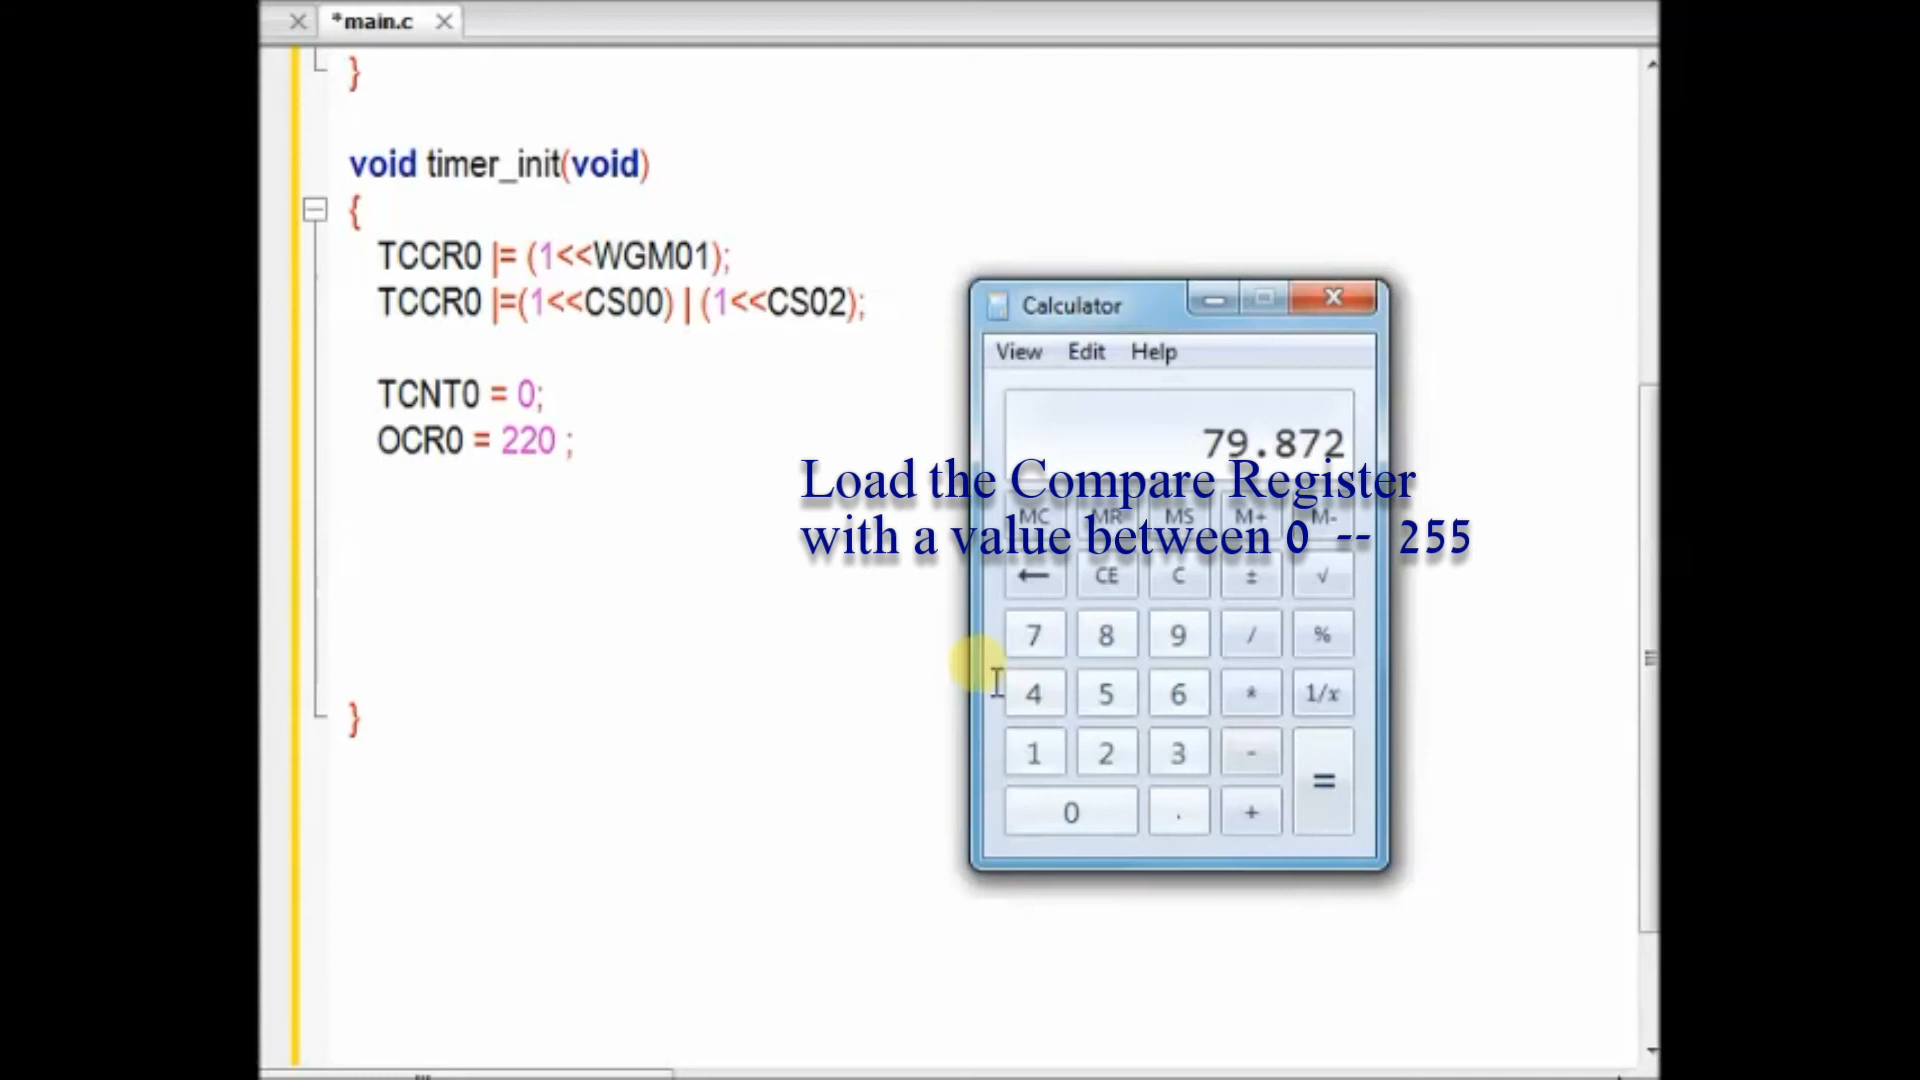 *main.c
}
void timer_init(void)
{
TCCR0 |= (1<<WGM01);
TCCR0 |=(1<<CS00) | (1<<CS02);
TCNT0 = 0;
OCR0 = 220 ;
}
Calculator
View Edit Help
79.872
Load the Compare Register
with a value between 0 -- 255
MC MR MS M+ M-
← CE C ± √
7 8 9 / %
4 5 6 * 1/x
1 2 3 - =
0 . +